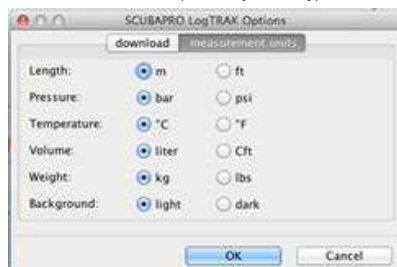 SCUBAPRO LogTRAK Options
download measurement units
Length: m ft
Pressure: bar psi
Temperature: °C °F
Volume: liter Cft
Weight: kg lbs
Background: light dark
OK Cancel